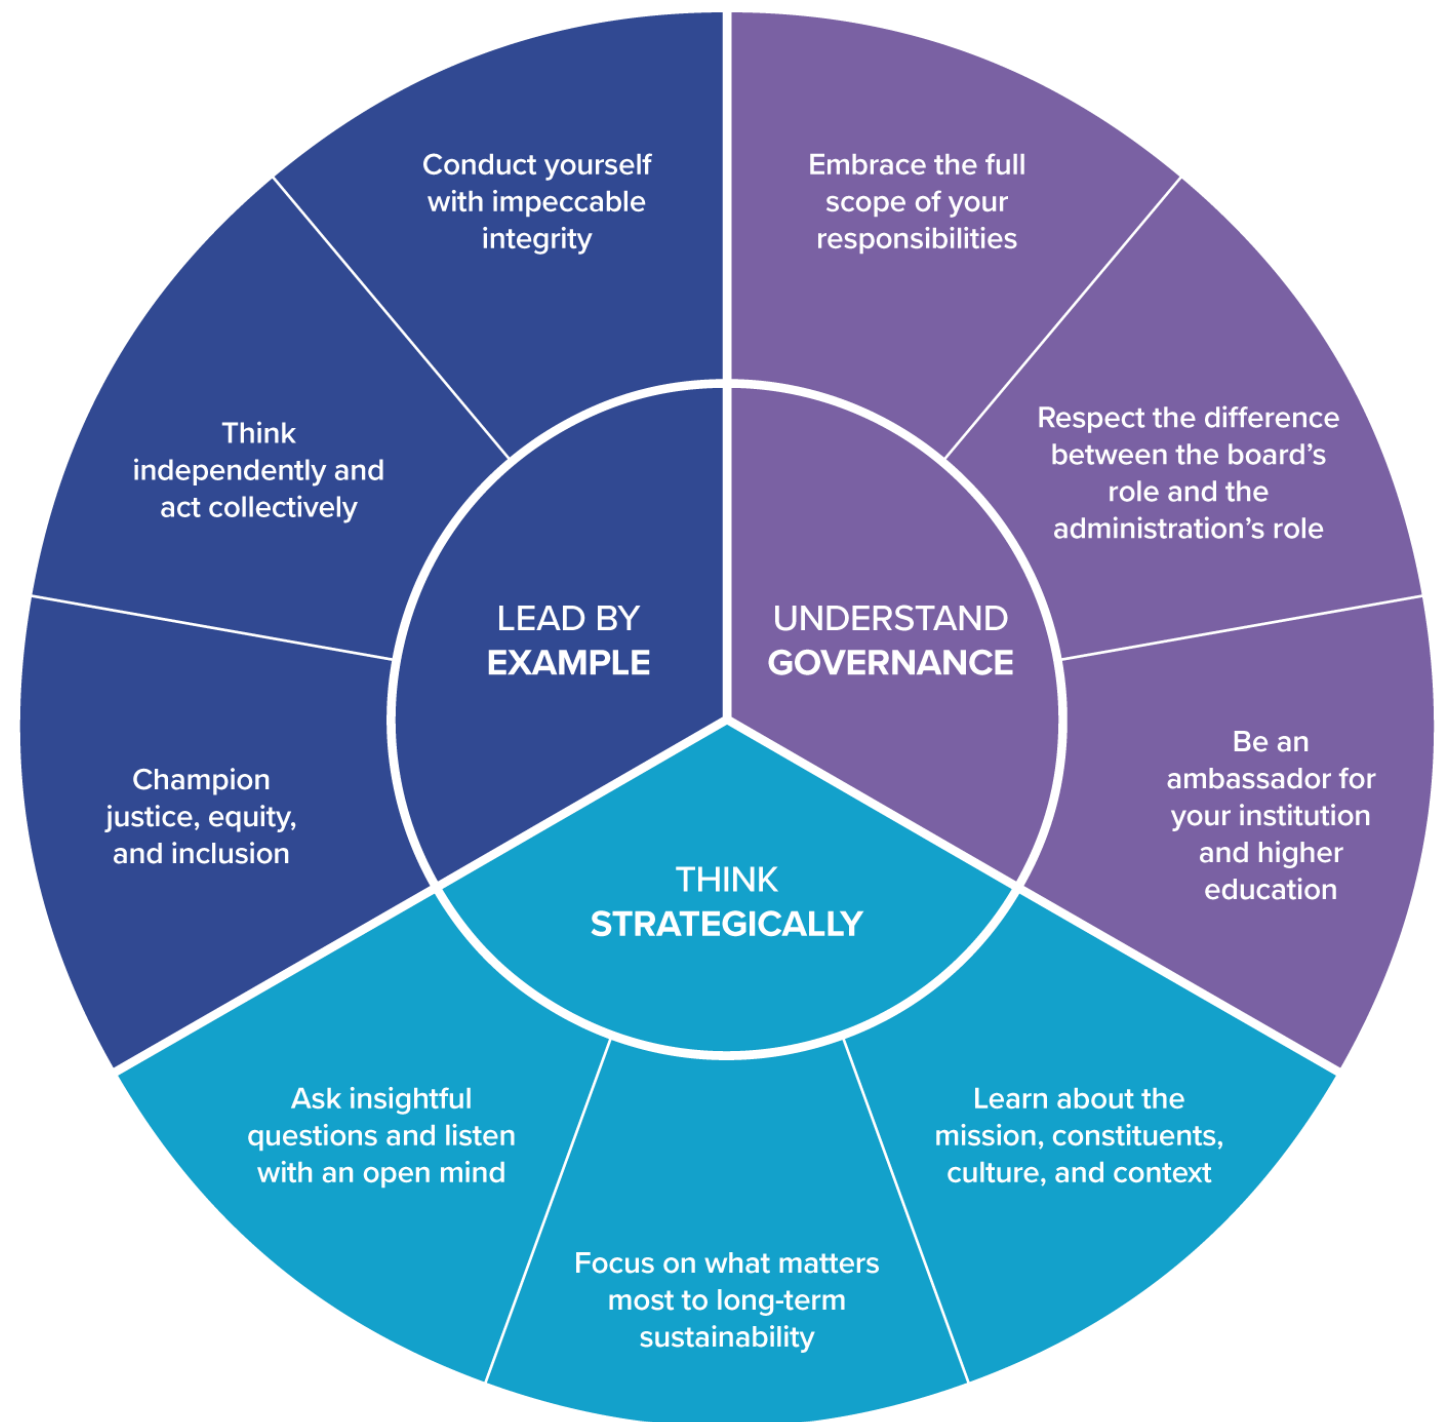 Conduct yourself
with impeccable
integrity
Embrace the full
scope of your
responsibilities
Think
independently and
act collectively
Respect the difference
between the board’s
role and the
administration’s role
LEAD BY
EXAMPLE
UNDERSTAND
GOVERNANCE
Champion
justice, equity,
and inclusion
Be an
ambassador for
your institution
and higher
education
THINK
STRATEGICALLY
Ask insightful
questions and listen
with an open mind
Focus on what matters
most to long-term
sustainability
Learn about the
mission, constituents,
culture, and context